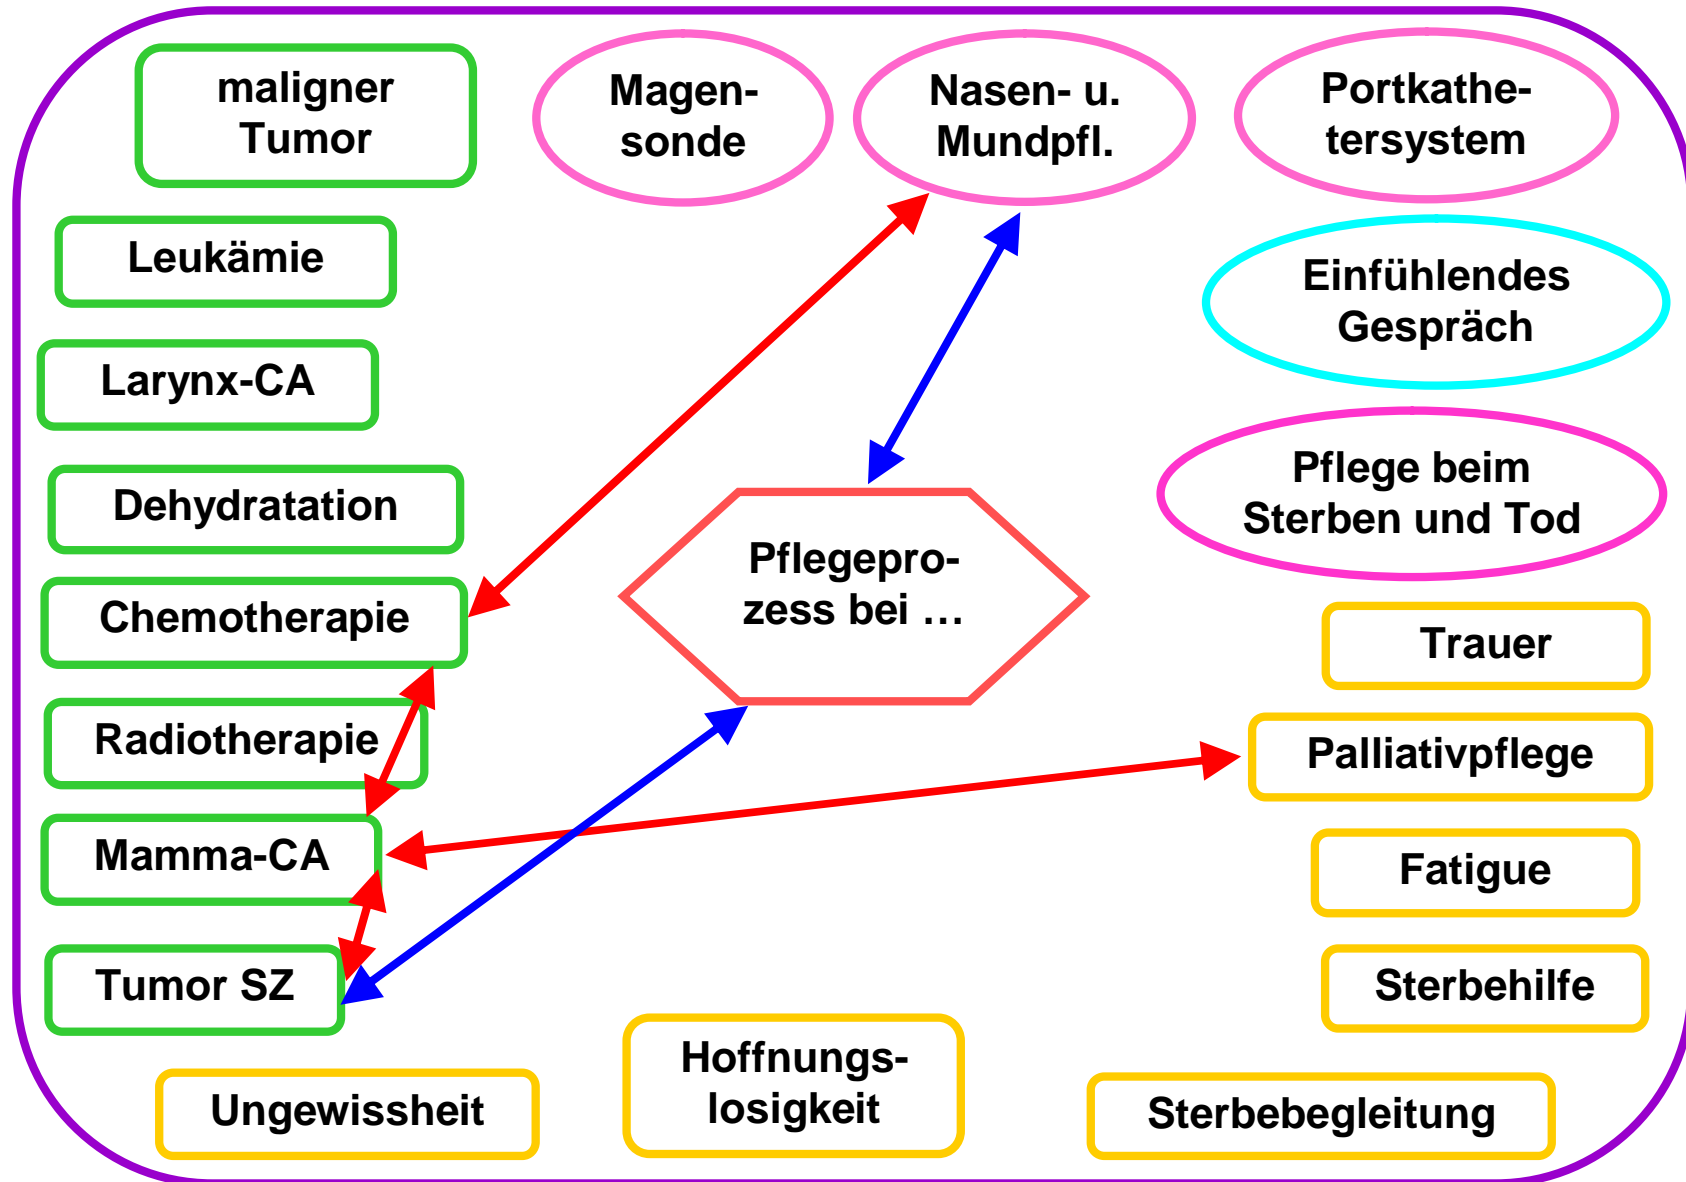 maligner
Tumor
Magen-
sonde
Nasen- u.
Mundpfl.
Portkathe-
tersystem
Leukämie
Einfühlendes
Gespräch
Larynx-CA
Dehydratation
Pflege beim
Sterben und Tod
Chemotherapie
Pflegepro-
zess bei …
Trauer
Radiotherapie
Palliativpflege
Mamma-CA
Fatigue
Tumor SZ
Sterbehilfe
Ungewissheit
Hoffnungs-
losigkeit
Sterbebegleitung